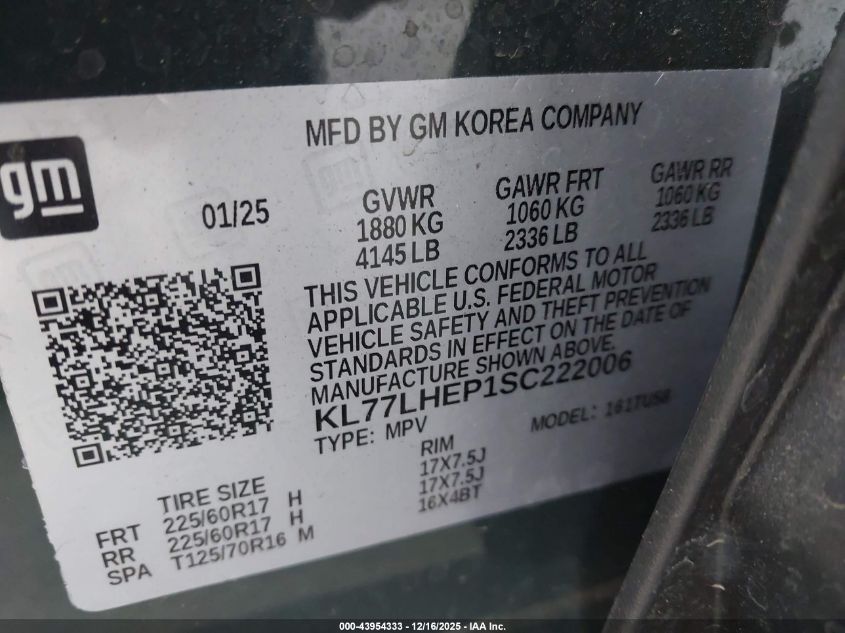 MFD BY GM KOREA COMPANY
gm
01/25
GVWR
1880 KG
4145 LB
GAWR FRT
1060 KG
2336 LB
GAWR RR
1060 KG
2336 LB
THIS VEHICLE CONFORMS TO ALL
APPLICABLE U.S. FEDERAL MOTOR
VEHICLE SAFETY AND THEFT PREVENTION
STANDARDS IN EFFECT ON THE DATE OF
MANUFACTURE SHOWN ABOVE.
KL77LHEP1SC222006
TYPE: MPV
MODEL: 161TUS8
TIRE SIZE RIM
FRT 225/60R17 H 17X7.5J
RR 225/60R17 H 17X7.5J
SPA T125/70R16 M 16X4BT
000-43954333 - 12/16/2025 - IAA Inc.